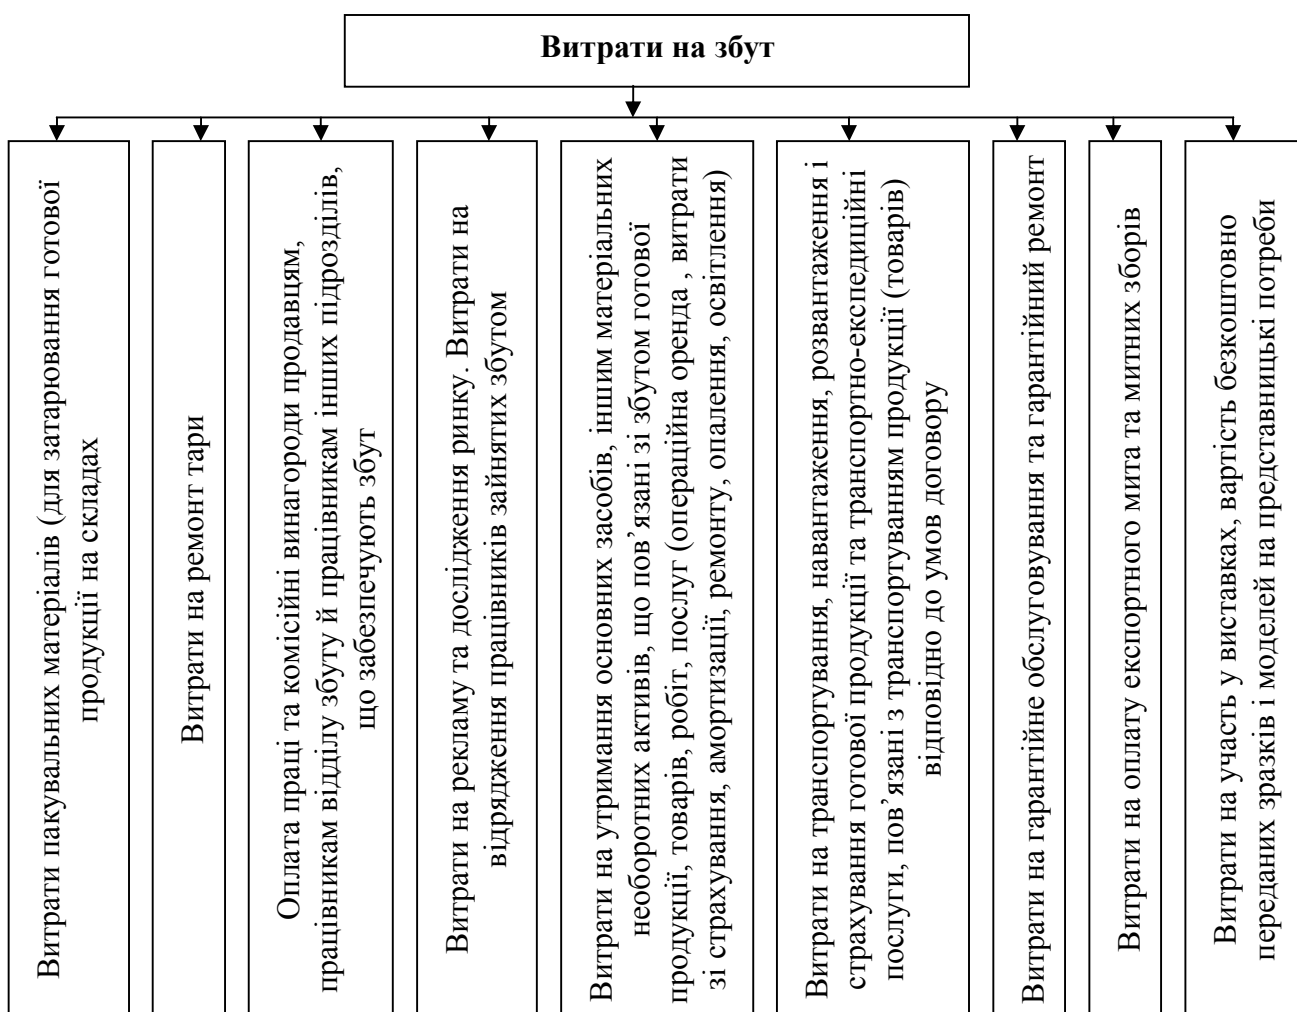 Витрати на збут
Витрати пакувальних матеріалів (для затарювання готової
продукції на складах
Витрати на ремонт тари
Оплата праці та комісійні винагороди продавцям,
працівникам відділу збуту й працівникам інших підрозділів,
що забезпечують збут
Витрати на рекламу та дослідження ринку. Витрати на
відрядження працівників зайнятих збутом
Витрати на утримання основних засобів, іншим матеріальних
необоротних активів, що пов’язані зі збутом готової
продукції, товарів, робіт, послуг (операційна оренда , витрати
зі страхування, амортизації, ремонту, опалення, освітлення)
Витрати на транспортування, навантаження, розвантаження і
страхування готової продукції та транспортно-експедиційні
послуги, пов’язані з транспортуванням продукції (товарів)
відповідно до умов договору
Витрати на гарантійне обслуговування та гарантійний ремонт
Витрати на оплату експортного мита та митних зборів
Витрати на участь у виставках, вартість безкоштовно
переданих зразків і моделей на представницькі потреби